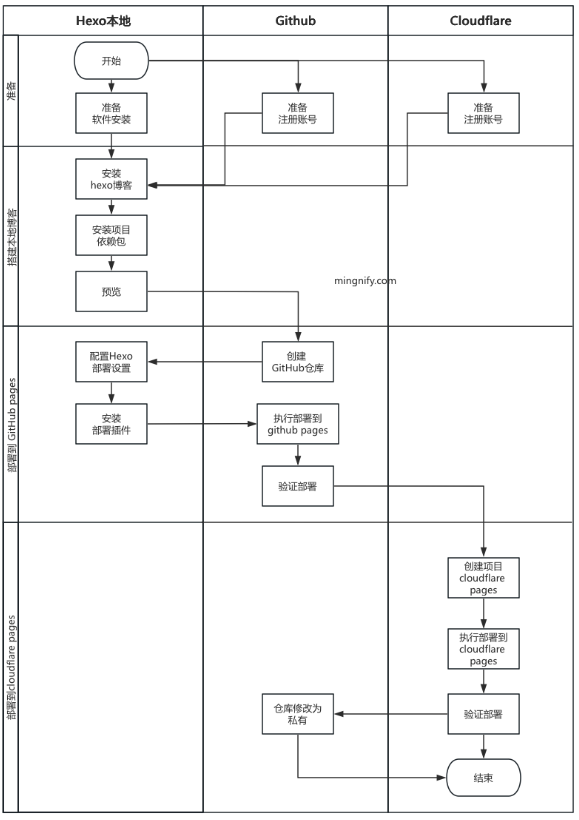 Hexo本地
Github
Cloudflare
准备
开始
准备
软件安装
准备
注册账号
准备
注册账号
搭建本地博客
安装
hexo博客
安装项目
依赖包
预览
mingnify.com
部署到 GitHub pages
配置Hexo
部署设置
创建
GitHub仓库
安装
部署插件
执行部署到
github pages
验证部署
部署到cloudflare pages
创建项目
cloudflare
pages
执行部署到
cloudflare
pages
仓库修改为
私有
验证部署
结束